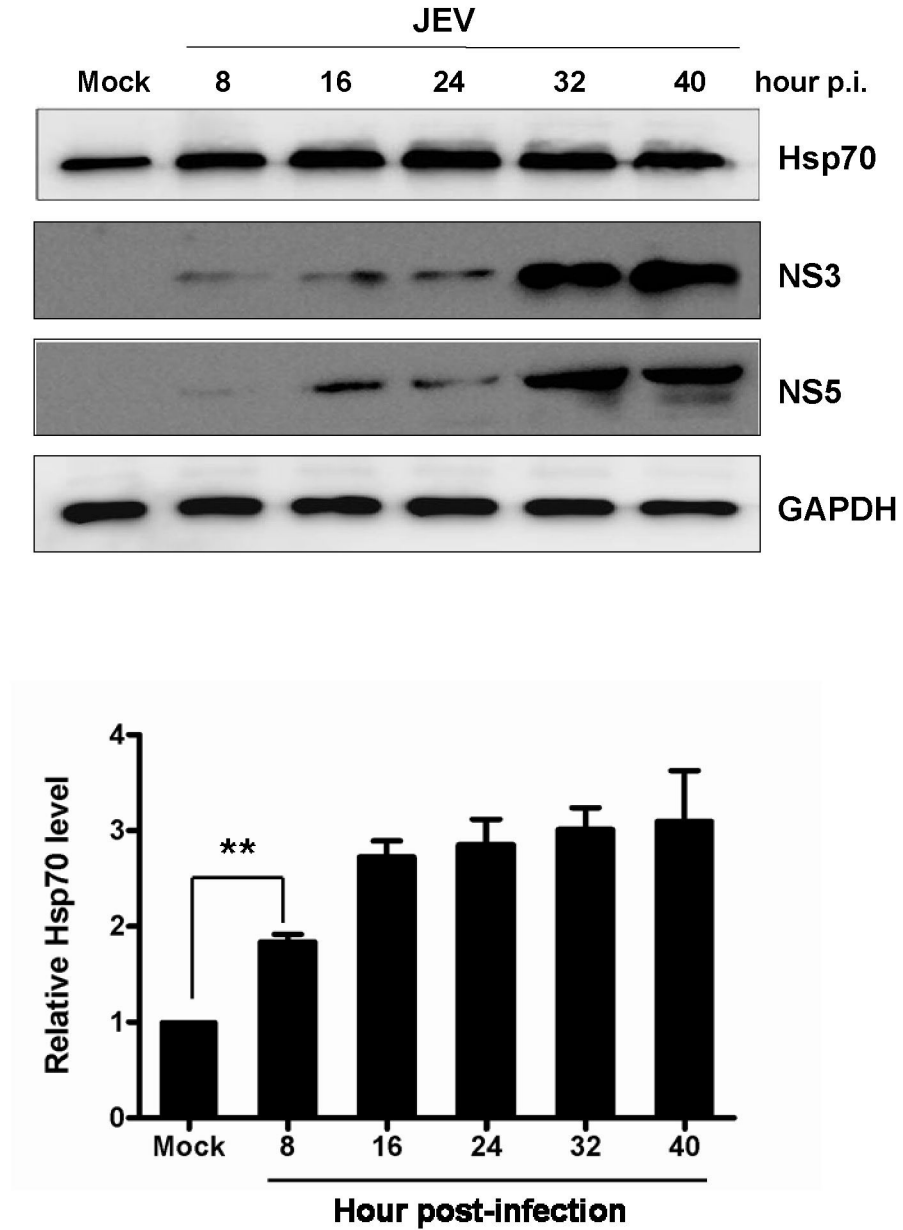 JEV
Mock 8 16 24 32 40 hour p.i.
Hsp70
NS3
NS5
GAPDH
4
3
2
1
0
Relative Hsp70 level
**
Mock 8 16 24 32 40
Hour post-infection